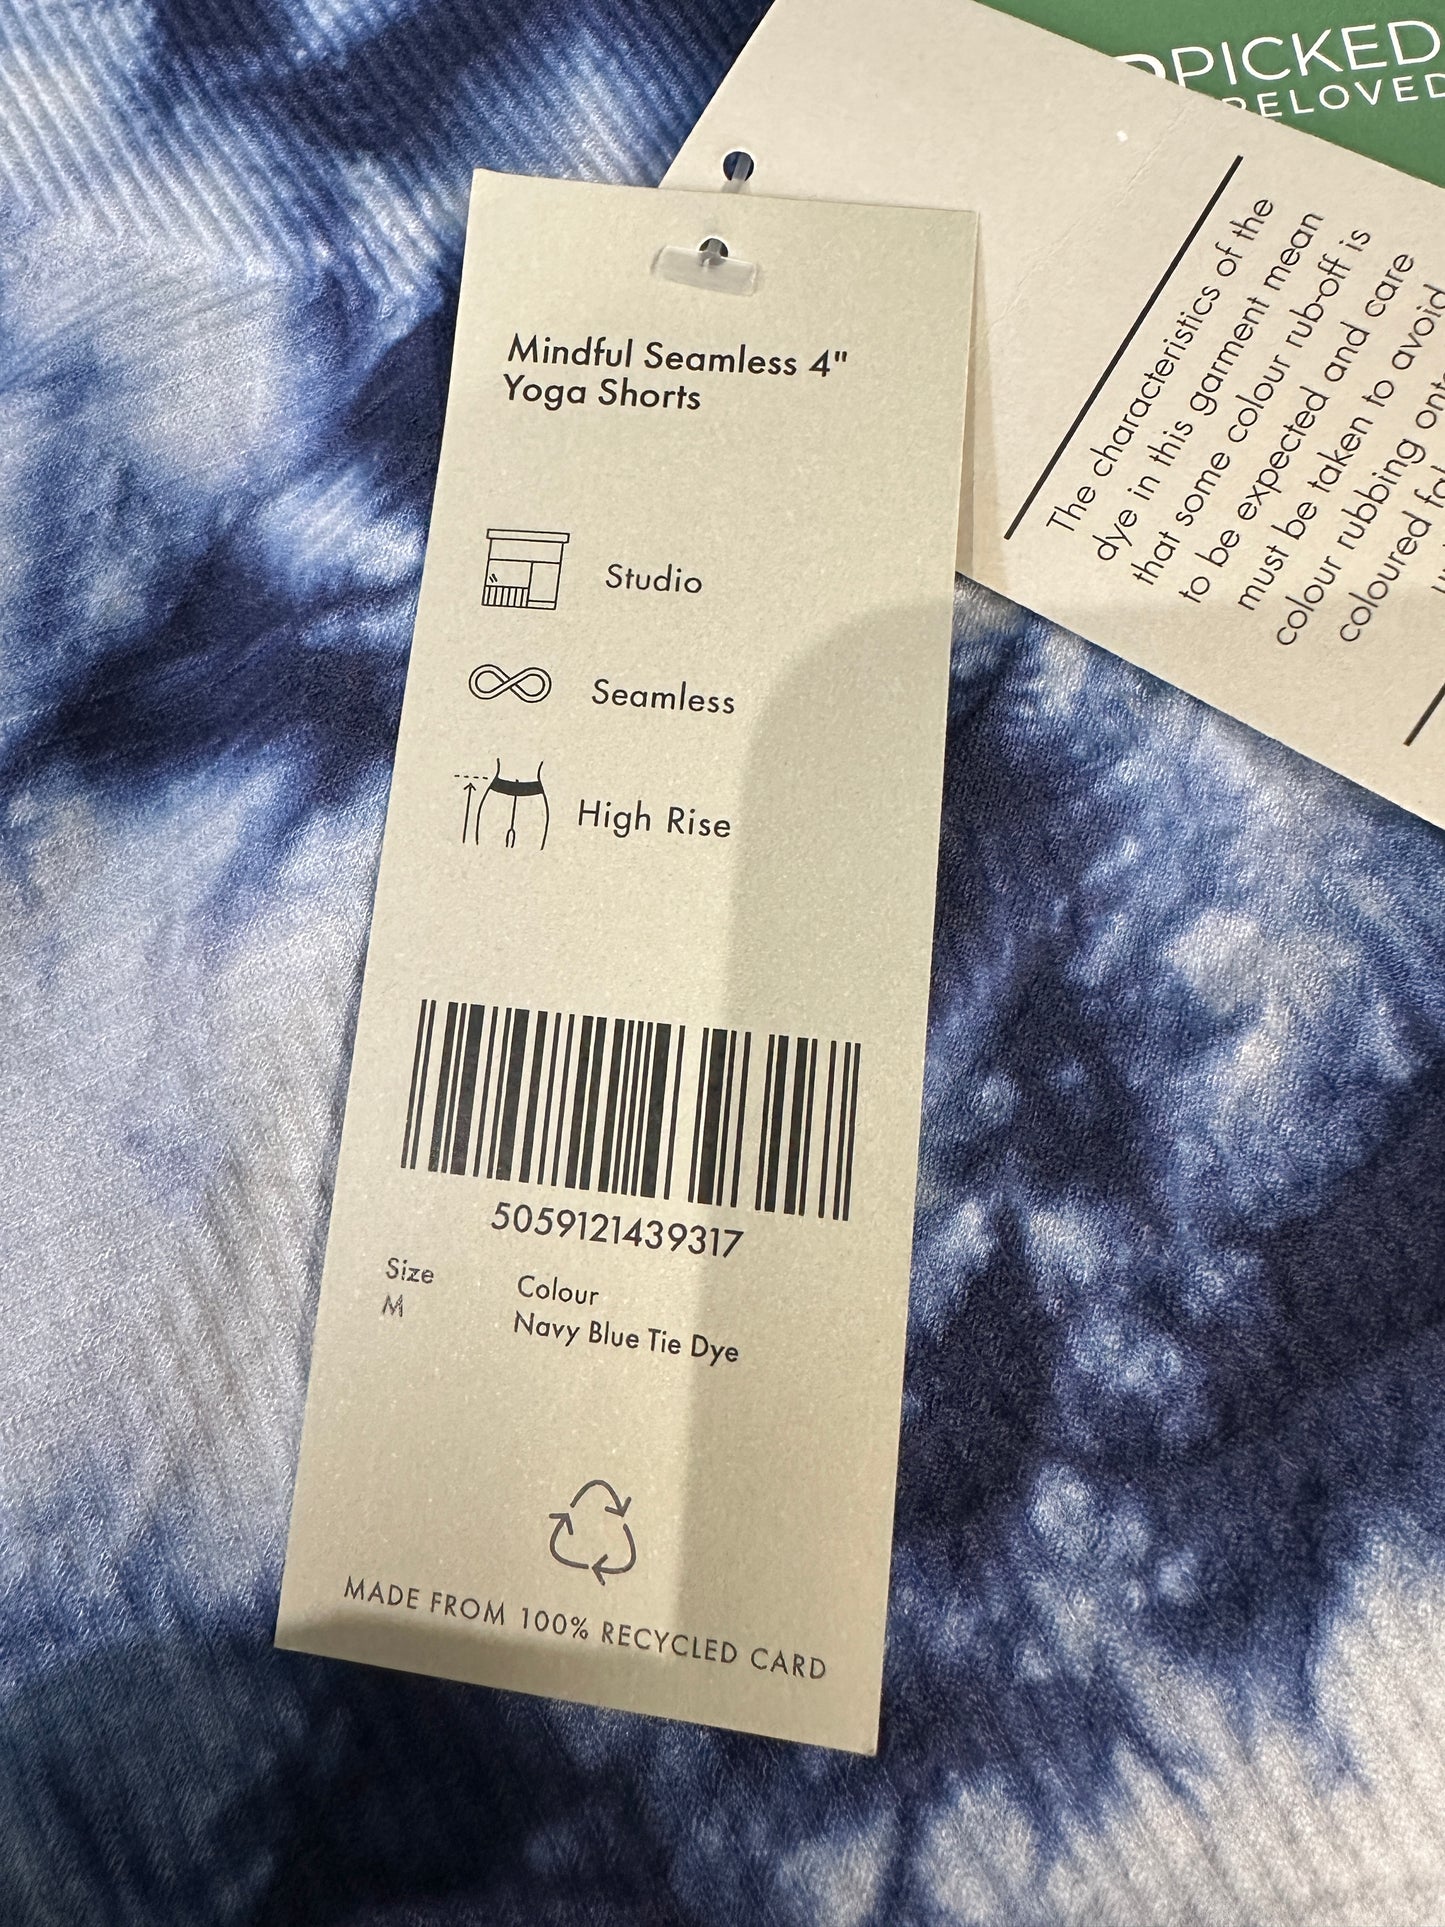 Mindful Seamless 4"
Yoga Shorts
Studio
Seamless
High Rise
5059121439317
Size
M
Colour
Navy Blue Tie Dye
MADE FROM 100% RECYCLED CARD
PICKED
RELOVED
The characteristics of the
dye in this garment mean
that some colour rub-off is
to be expected and care
must be taken to avoid
colour rubbing
coloured